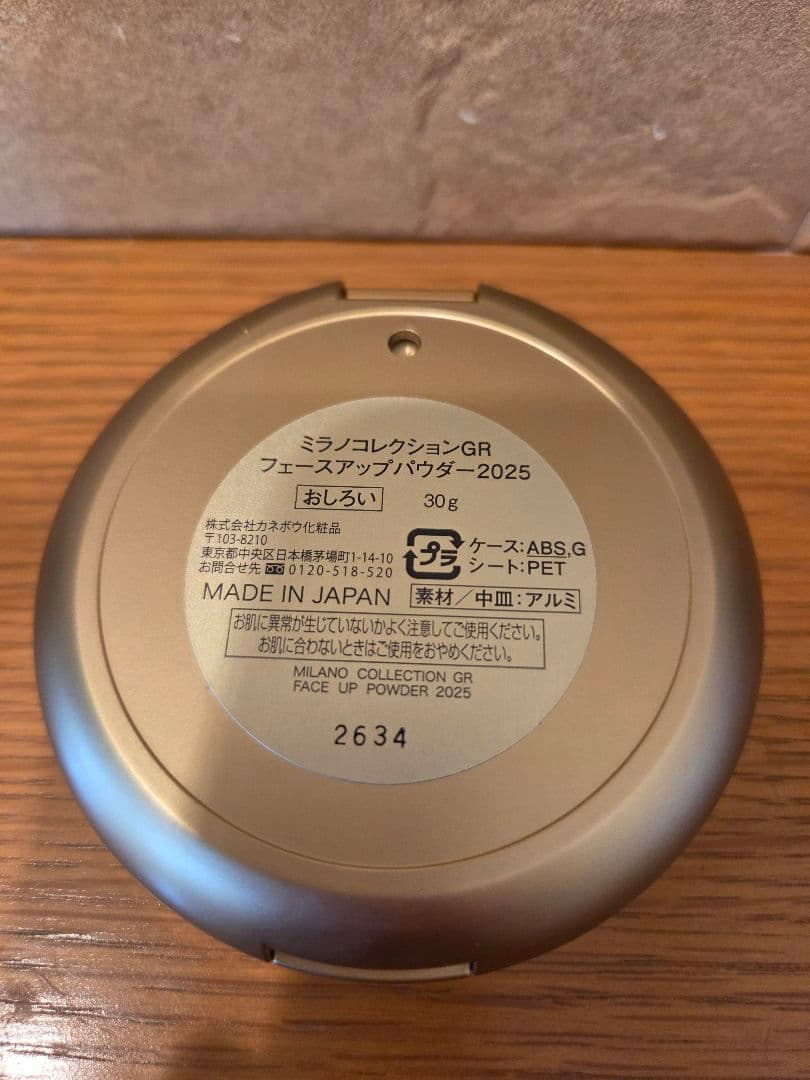 ミラノコレクションGR
フェースアップパウダー2025
おしろい 30g
株式会社カネボウ化粧品
〒103-8210
東京都中央区日本橋茅場町1-14-10
お問合せ先 0120-518-520
プラ ケース:ABS,G
シート:PET
MADE IN JAPAN 素材/中皿:アルミ
お肌に異常が生じていないかよく注意してご使用ください。
お肌に合わないときはご使用をおやめください。
MILANO COLLECTION GR
FACE UP POWDER 2025
2634